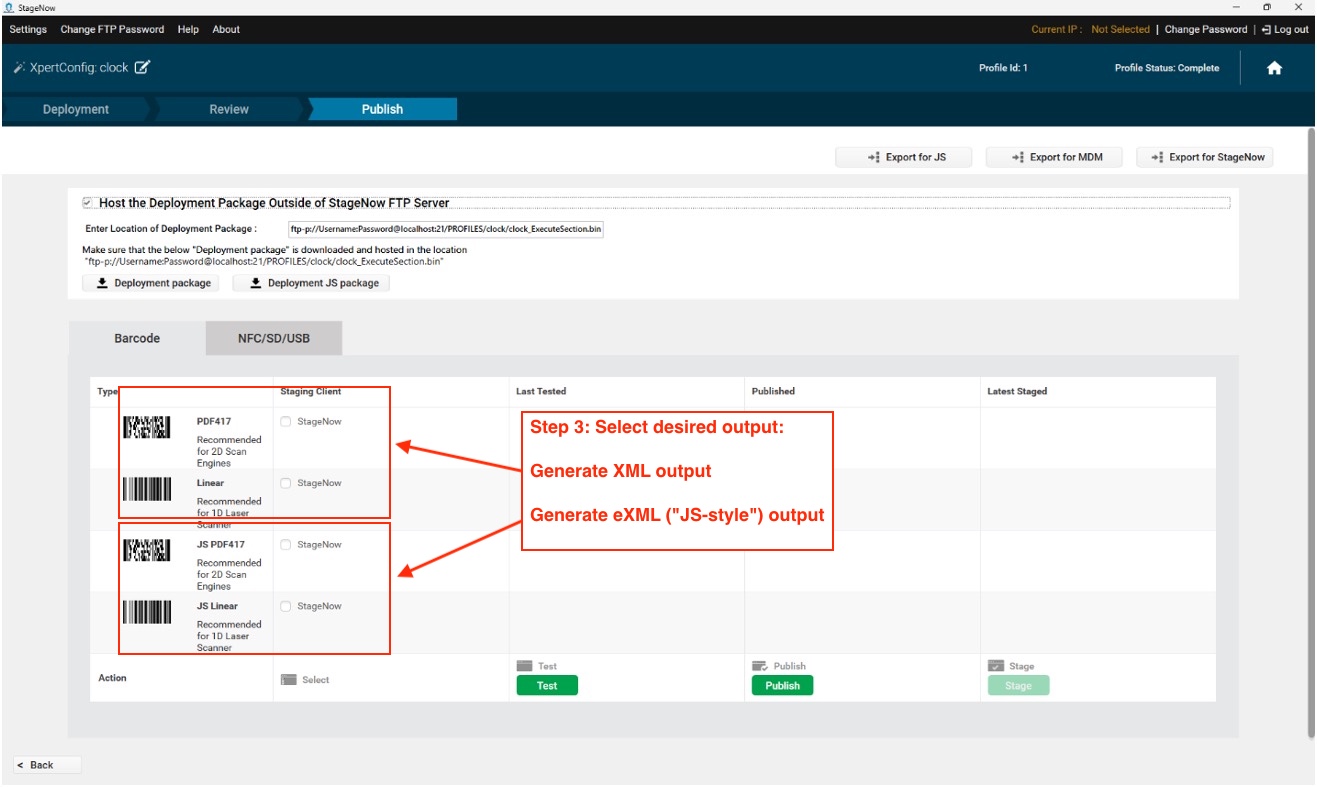 StageNow
Settings Change FTP Password Help About Current IP : Not Selected | Change Password | Log out
XpertConfig: clock Profile Id: 1 Profile Status: Complete
Deployment Review Publish
Export for JS Export for MDM Export for StageNow
Host the Deployment Package Outside of StageNow FTP Server
Enter Location of Deployment Package : ftp-p://Username:Password@localhost:21/PROFILES/clock/clock_ExecuteSection.bin
Make sure that the below "Deployment package" is downloaded and hosted in the location
"ftp-p://Username:Password@localhost:21/PROFILES/clock/clock_ExecuteSection.bin"
Deployment package Deployment JS package
Barcode NFC/SD/USB
Type Staging Client Last Tested Published Latest Staged
PDF417 StageNow
Recommended
for 2D Scan
Engines
Linear StageNow
Recommended
for 1D Laser
Scanner
JS PDF417 StageNow
Recommended
for 2D Scan
Engines
JS Linear StageNow
Recommended
for 1D Laser
Scanner
Step 3: Select desired output:
Generate XML output
Generate eXML ("JS-style") output
Action Select Test Publish Stage
Test Publish Stage
< Back